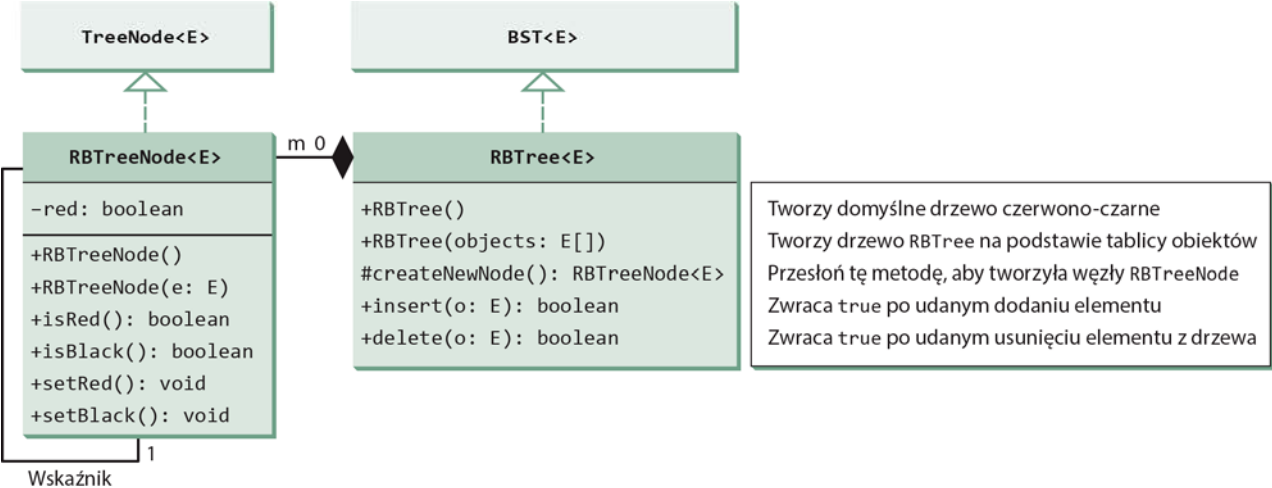 TreeNode<E>
BST<E>
RBTreeNode<E>
–red: boolean
+RBTreeNode()
+RBTreeNode(e: E)
+isRed(): boolean
+isBlack(): boolean
+setRed(): void
+setBlack(): void
1
Wskaźnik
m 0
RBTree<E>
+RBTree()
+RBTree(objects: E[])
#createNewNode(): RBTreeNode<E>
+insert(o: E): boolean
+delete(o: E): boolean
Tworzy domyślne drzewo czerwono-czarne
Tworzy drzewo RBTree na podstawie tablicy obiektów
Przesłoń tę metodę, aby tworzyła węzły RBTreeNode
Zwraca true po udanym dodaniu elementu
Zwraca true po udanym usunięciu elementu z drzewa